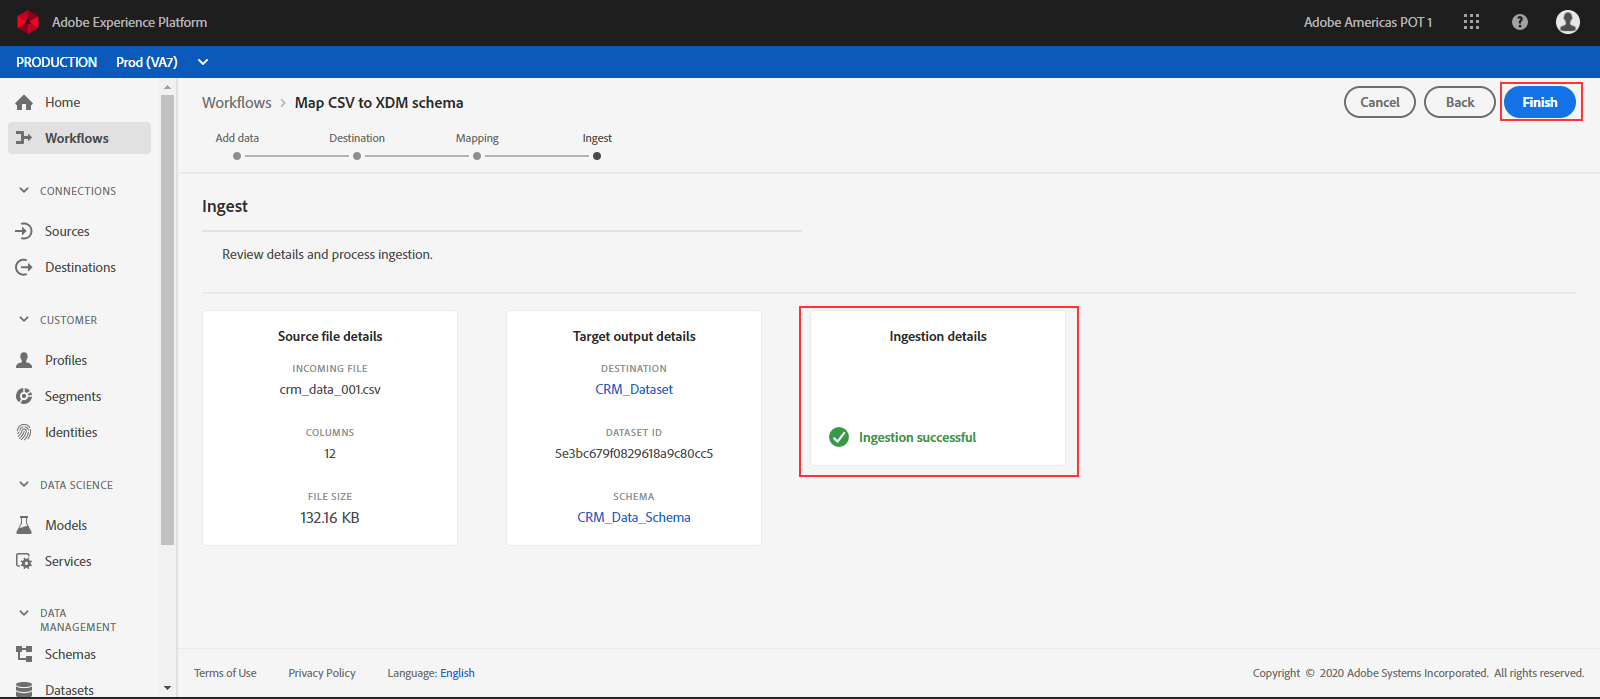 Adobe Experience Platform
Adobe Americas POT 1
PRODUCTION Prod (VA7)
Home
Workflows
CONNECTIONS
Sources
Destinations
CUSTOMER
Profiles
Segments
Identities
DATA SCIENCE
Models
Services
DATA
MANAGEMENT
Schemas
Datasets
Workflows > Map CSV to XDM schema
Cancel
Back
Finish
Add data
Destination
Mapping
Ingest
Ingest
Review details and process ingestion.
Source file details
INCOMING FILE
crm_data_001.csv
COLUMNS
12
FILE SIZE
132.16 KB
Target output details
DESTINATION
CRM_Dataset
DATASET ID
5e3bc679f0829618a9c80cc5
SCHEMA
CRM_Data_Schema
Ingestion details
Ingestion successful
Terms of Use
Privacy Policy
Language: English
Copyright © 2020 Adobe Systems Incorporated. All rights reserved.